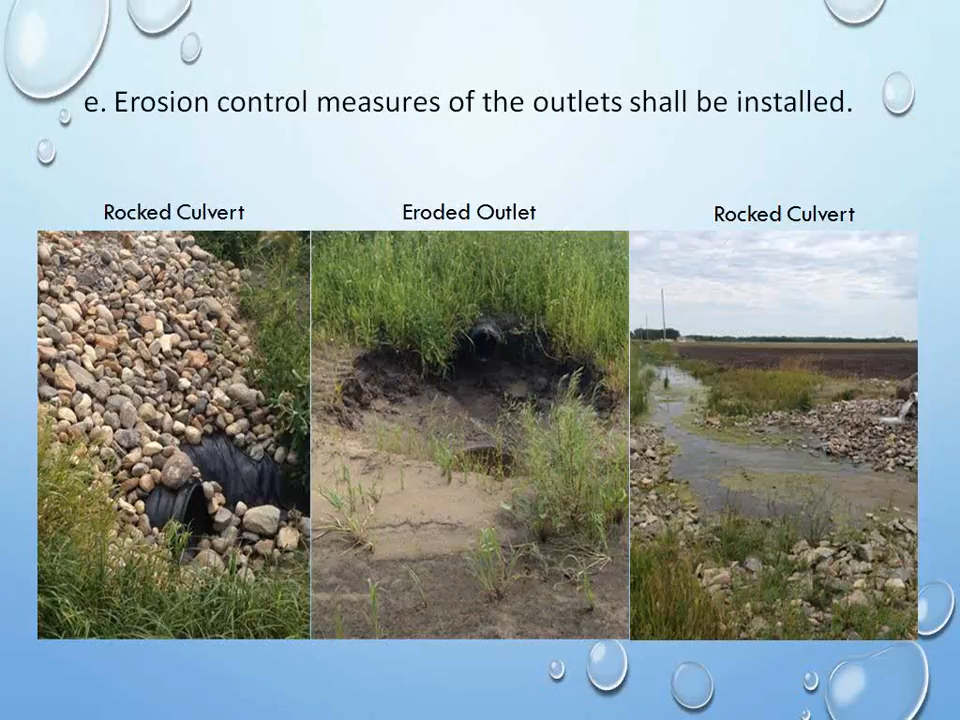 e. Erosion control measures of the outlets shall be installed.
Rocked Culvert
Eroded Outlet
Rocked Culvert